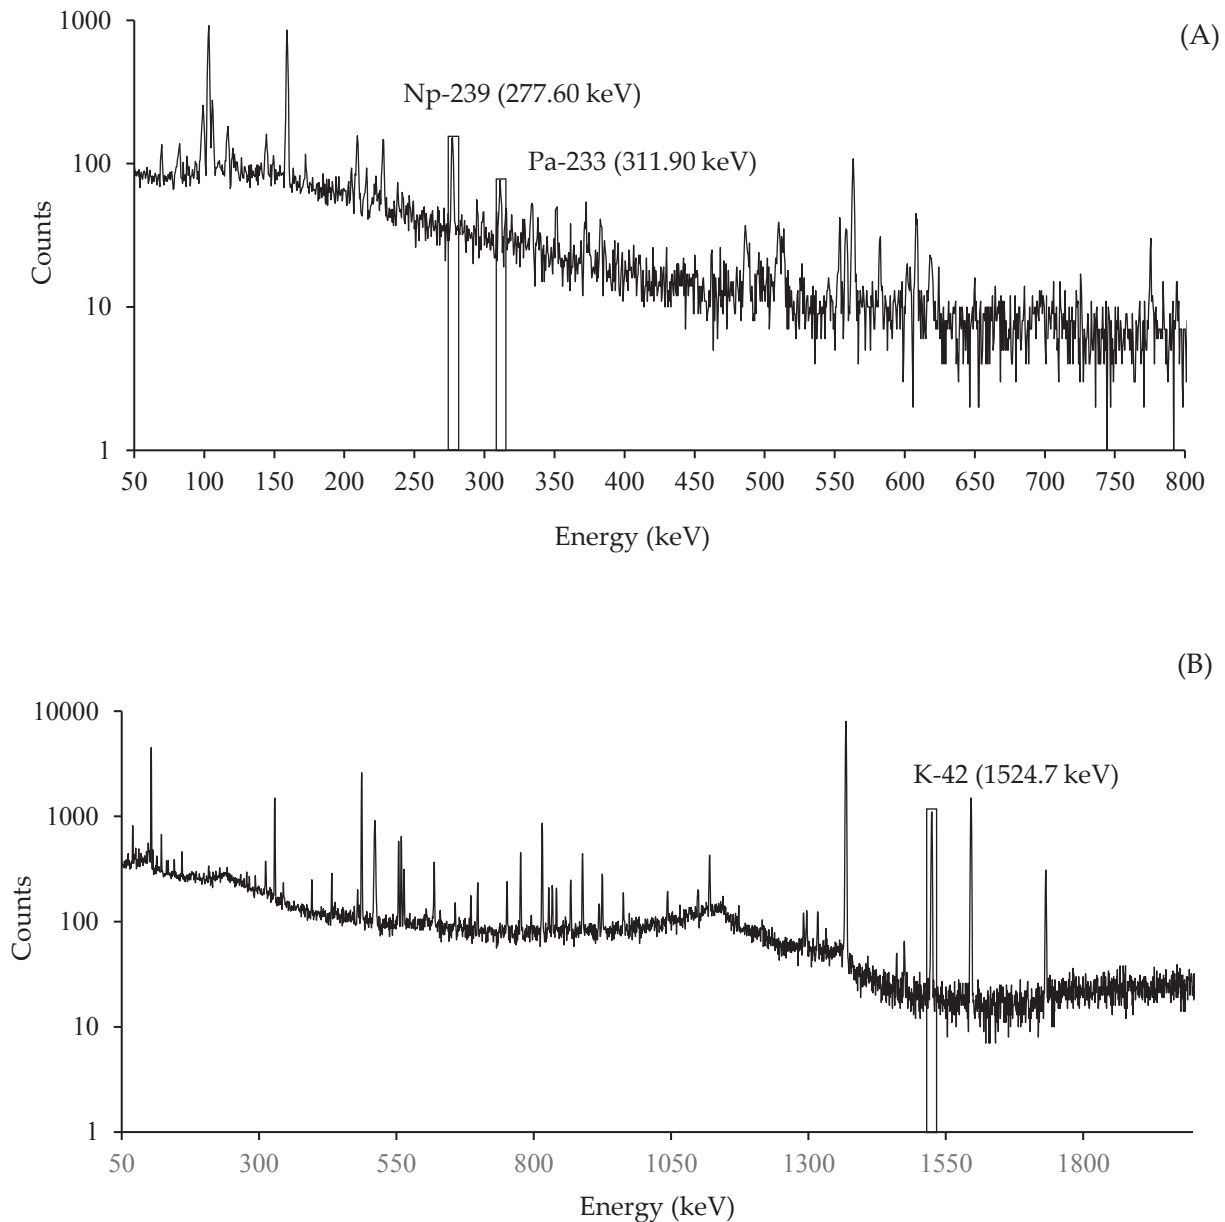 (A)
1000
Np-239 (277.60 keV)
Pa-233 (311.90 keV)
100
Counts
10
1
50 100 150 200 250 300 350 400 450 500 550 600 650 700 750 800
Energy (keV)
(B)
10000
K-42 (1524.7 keV)
1000
Counts
100
10
1
50 300 550 800 1050 1300 1550 1800
Energy (keV)